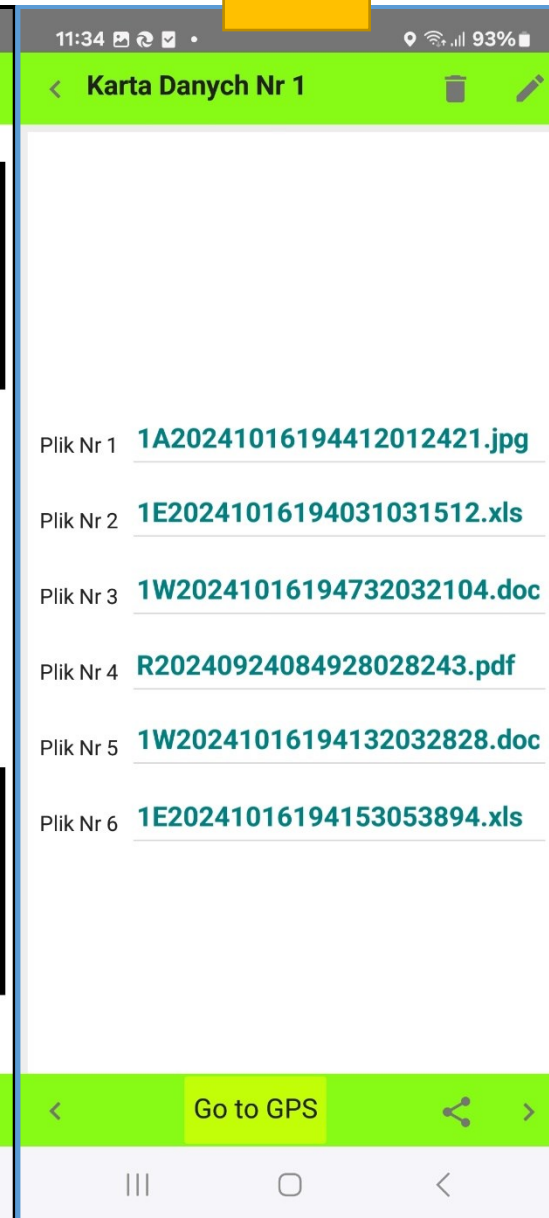 11:34 93%
Karta Danych Nr 1
Plik Nr 1 1A20241016194412012421.jpg
Plik Nr 2 1E20241016194031031512.xls
Plik Nr 3 1W20241016194732032104.doc
Plik Nr 4 R20240924084928028243.pdf
Plik Nr 5 1W20241016194132032828.doc
Plik Nr 6 1E20241016194153053894.xls
Go to GPS